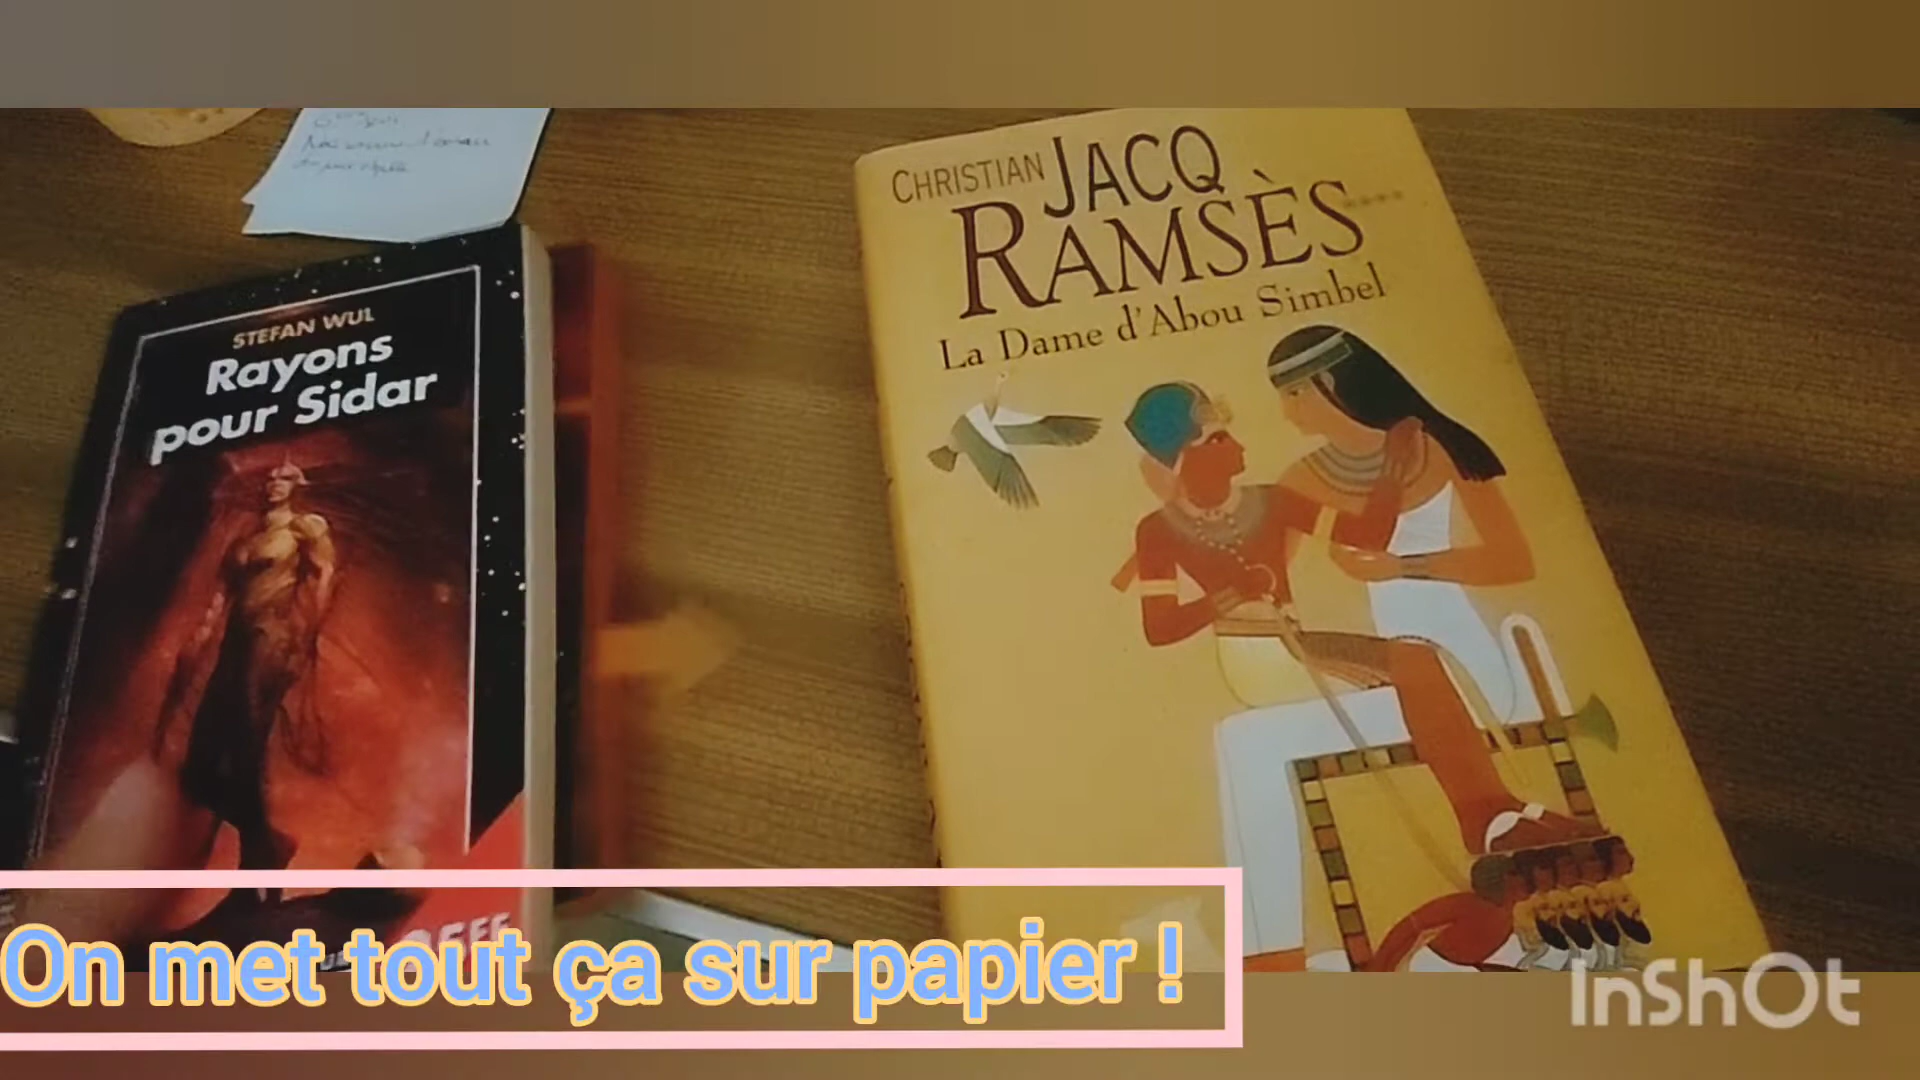 STEFAN WUL
Rayons
pour Sidar
CHRISTIAN JACQ
RAMSÈS
La Dame d'Abou Simbel
On met tout ça sur papier !
InShOt